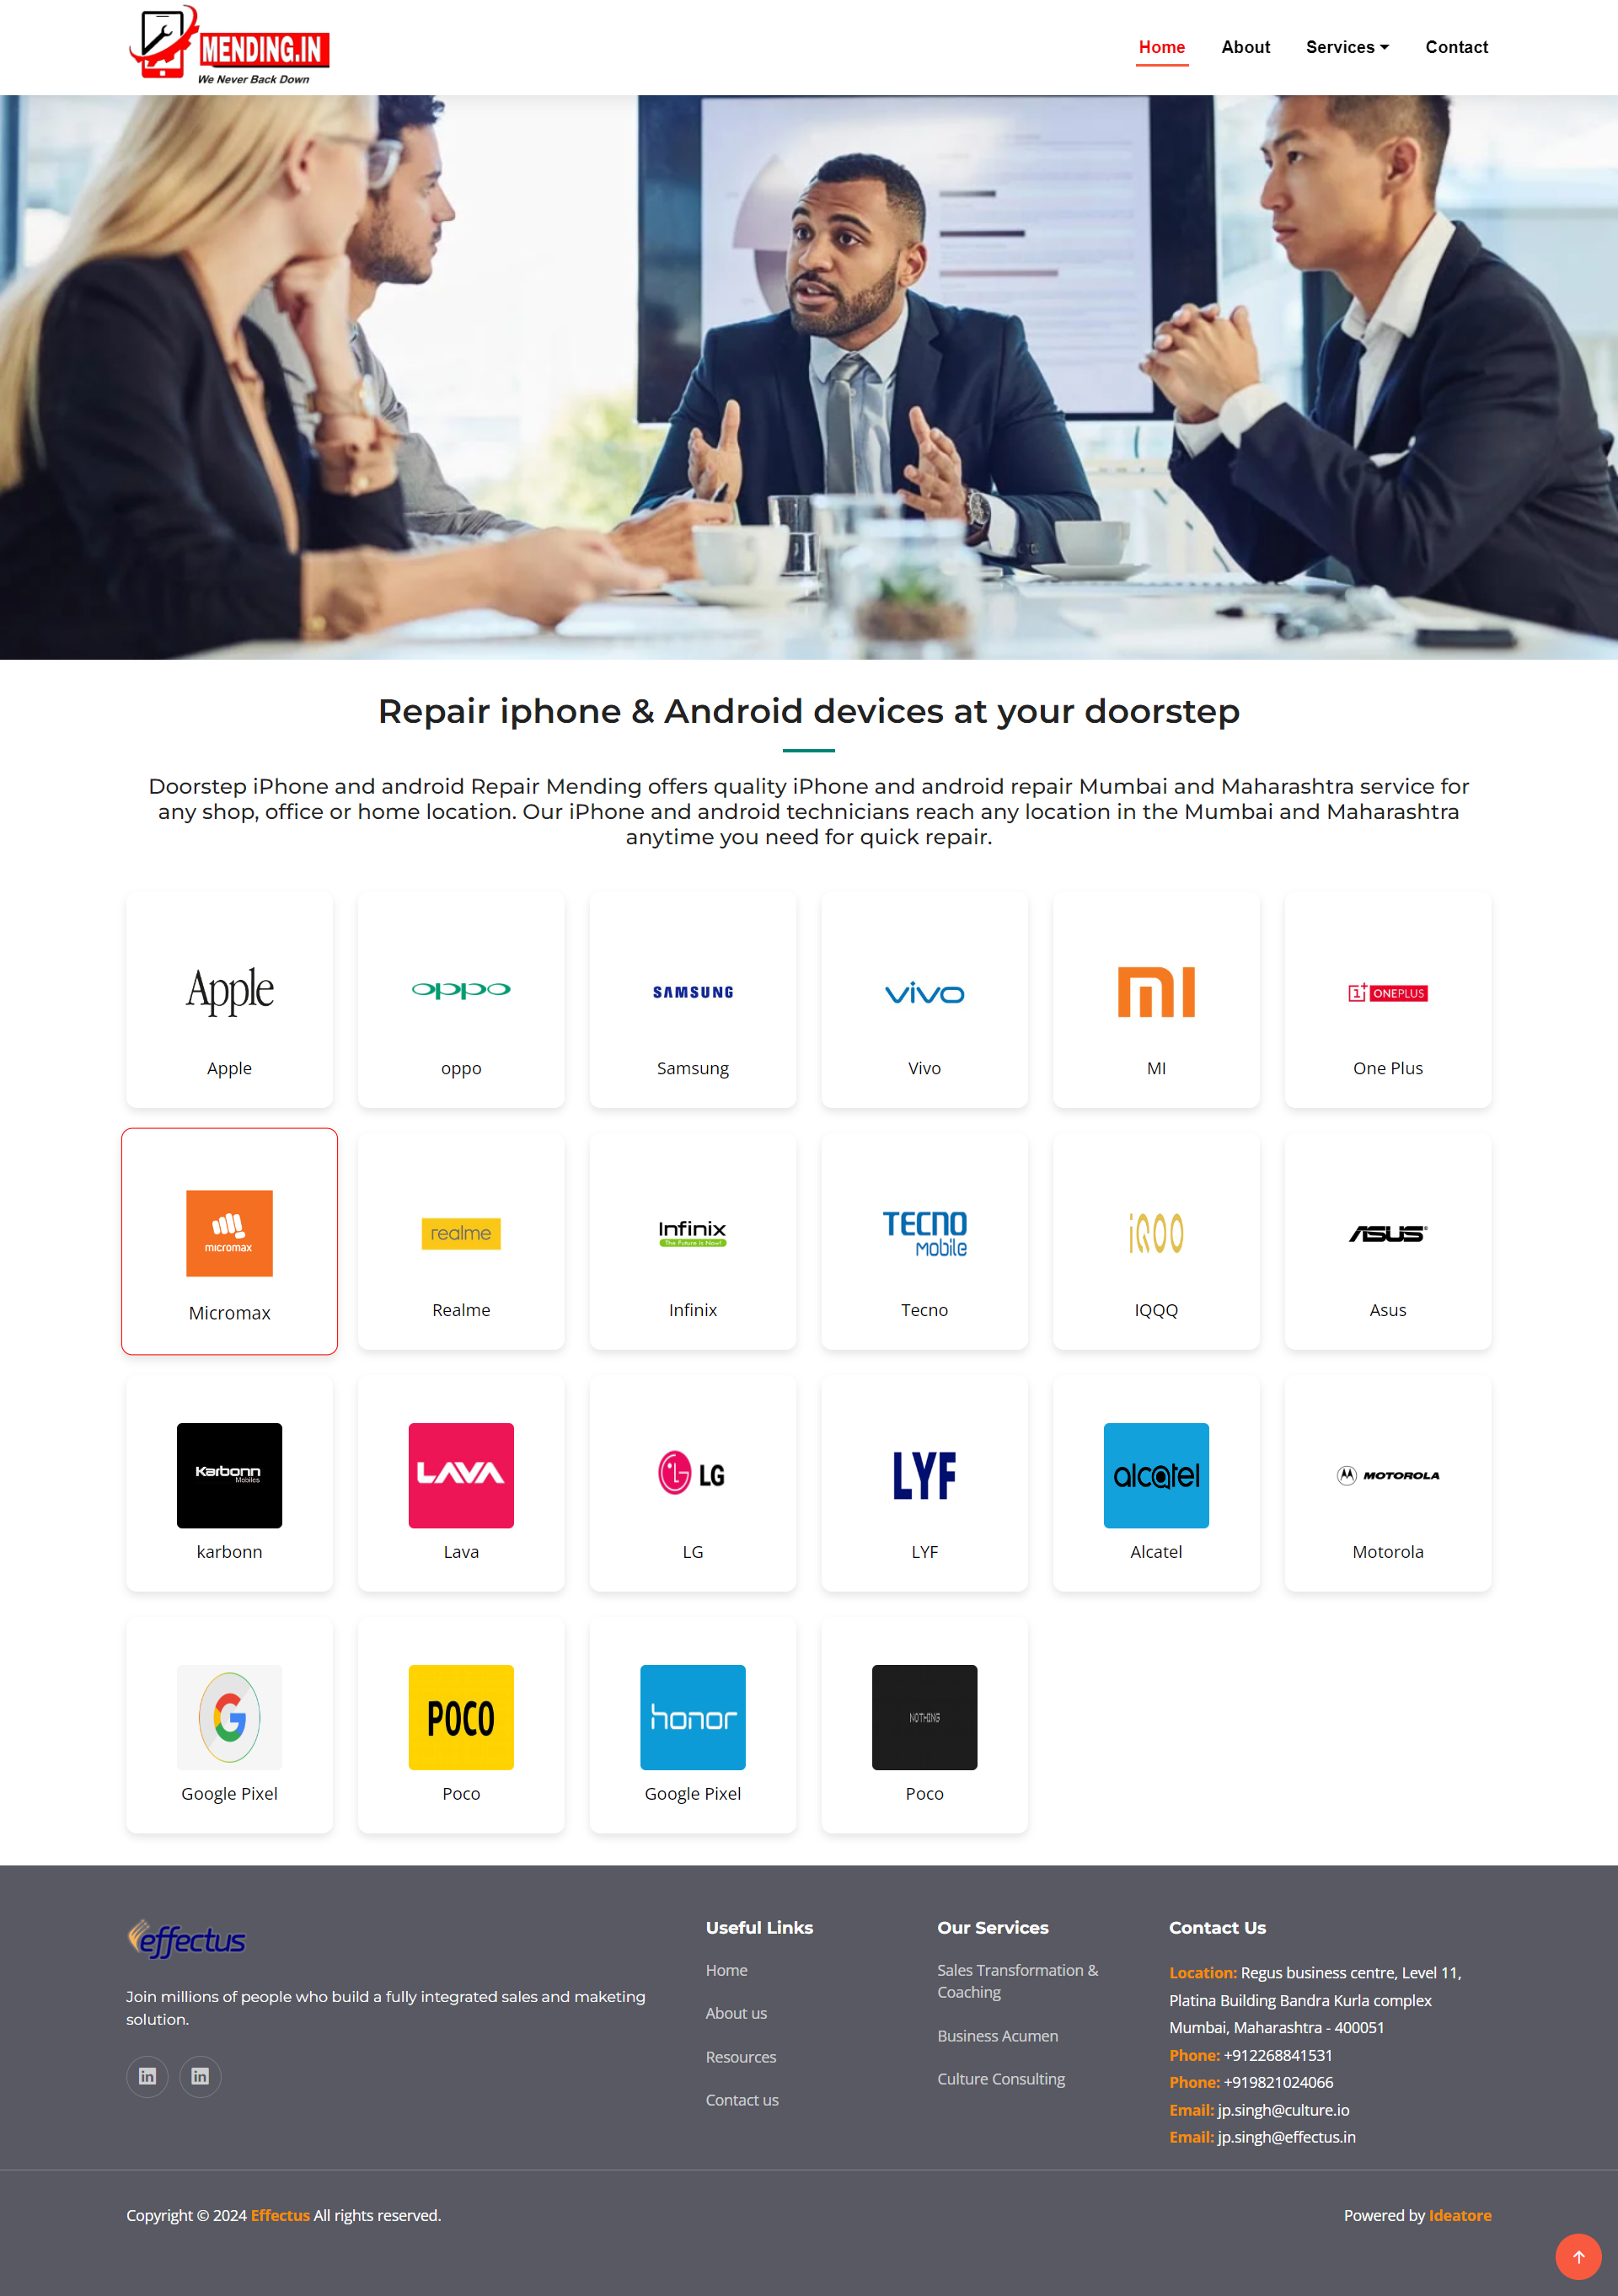 MENDING.IN
We Never Back Down
Home
About
Services
Contact
Repair iphone & Android devices at your doorstep
Doorstep iPhone and android Repair Mending offers quality iPhone and android repair Mumbai and Maharashtra service for
any shop, office or home location. Our iPhone and android technicians reach any location in the Mumbai and Maharashtra
anytime you need for quick repair.
Apple
oppo
SAMSUNG
vivo
MI
1+ ONEPLUS
Apple
oppo
Samsung
Vivo
MI
One Plus
micromax
realme
Infinix
The Future is Now!
TECNO
mobile
iQOO
ASUS
Micromax
Realme
Infinix
Tecno
IQQQ
Asus
Karbonn
Mobiles
LAVA
LG
LYF
alcatel
MOTOROLA
karbonn
Lava
LG
LYF
Alcatel
Motorola
G
POCO
honor
NOTHING
Google Pixel
Poco
Google Pixel
Poco
effectus
Join millions of people who build a fully integrated sales and maketing
solution.
Useful Links
Home
About us
Resources
Contact us
Our Services
Sales Transformation &
Coaching
Business Acumen
Culture Consulting
Contact Us
Location: Regus business centre, Level 11,
Platina Building Bandra Kurla complex
Mumbai, Maharashtra - 400051
Phone: +912268841531
Phone: +919821024066
Email: jp.singh@culture.io
Email: jp.singh@effectus.in
Copyright © 2024 Effectus All rights reserved.
Powered by Ideatore